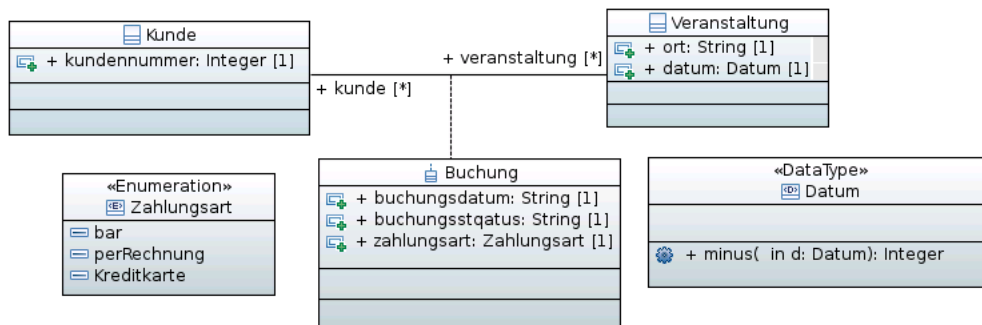 Kunde
+ kundennummer: Integer [1]
+ veranstaltung [*]
+ kunde [*]
Veranstaltung
+ ort: String [1]
+ datum: Datum [1]
«Enumeration»
Zahlungsart
bar
perRechnung
Kreditkarte
Buchung
+ buchungsdatum: String [1]
+ buchungsstqatus: String [1]
+ zahlungsart: Zahlungsart [1]
«DataType»
Datum
+ minus( in d: Datum): Integer